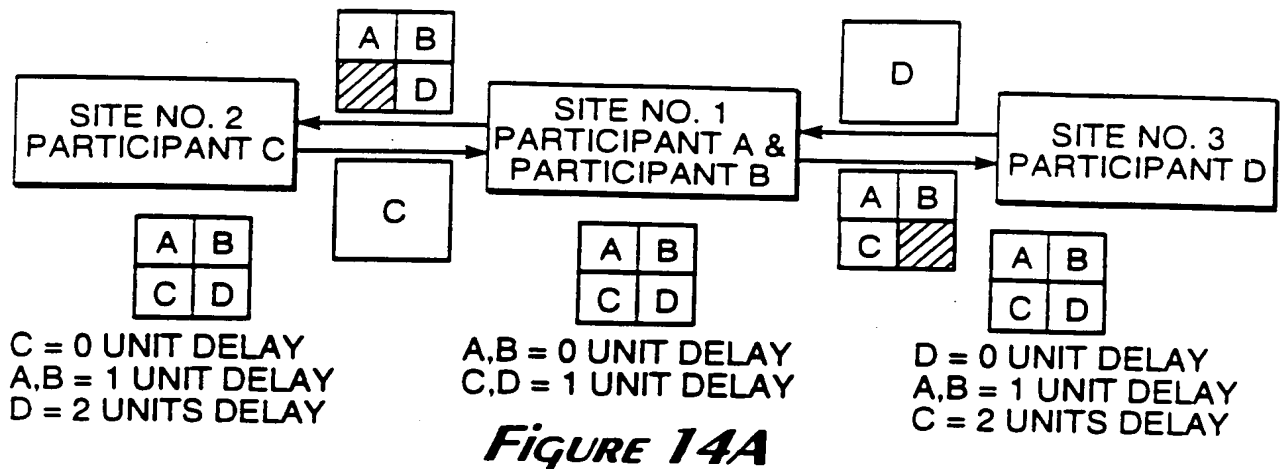 A B
D
D
SITE NO. 2
PARTICIPANT C
SITE NO. 1
PARTICIPANT A &
PARTICIPANT B
SITE NO. 3
PARTICIPANT D
C
A B
C
A B
C D
C = 0 UNIT DELAY
A,B = 1 UNIT DELAY
D = 2 UNITS DELAY
A B
C D
A,B = 0 UNIT DELAY
C,D = 1 UNIT DELAY
A B
C D
D = 0 UNIT DELAY
A,B = 1 UNIT DELAY
C = 2 UNITS DELAY
FIGURE 14A